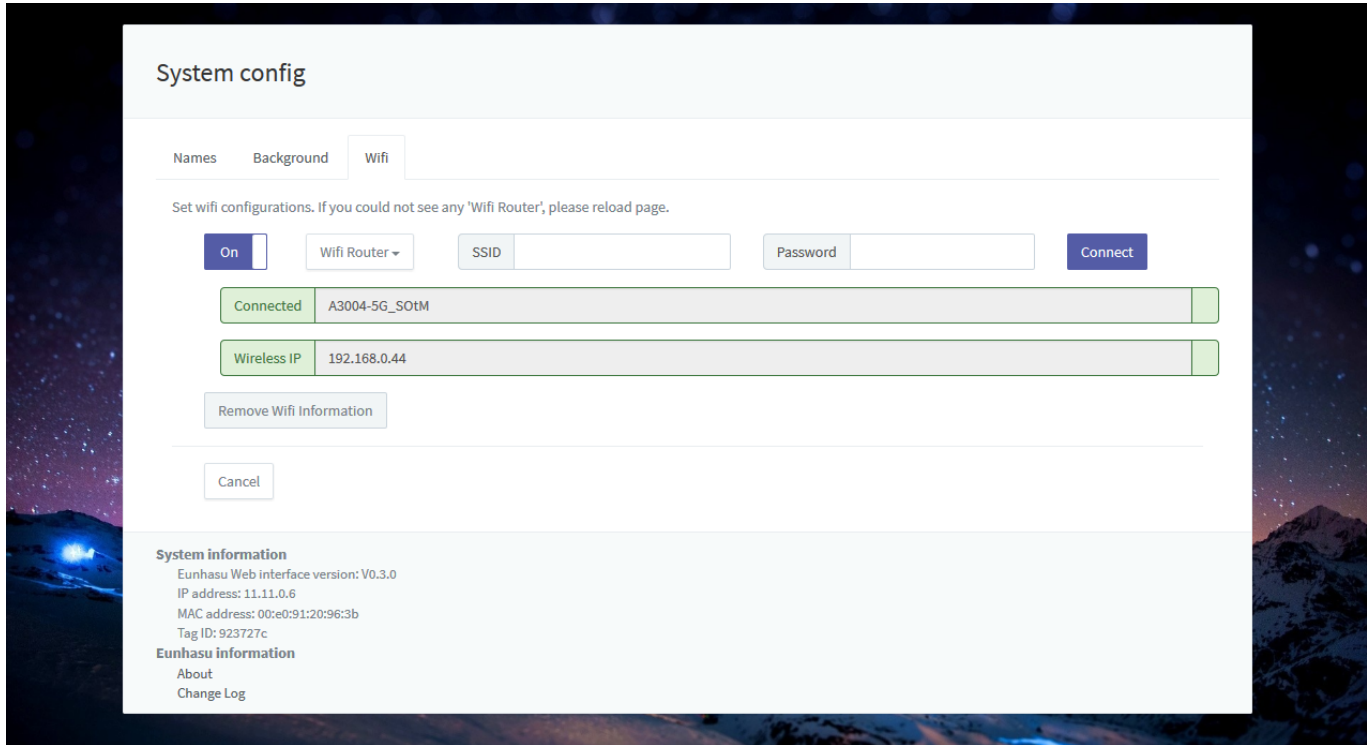 System config
Names Background Wifi
Set wifi configurations. If you could not see any 'Wifi Router', please reload page.
On Wifi Router SSID Password Connect
Connected A3004-5G_SOtM
Wireless IP 192.168.0.44
Remove Wifi Information
Cancel
System information
Eunhasu Web interface version: V0.3.0
IP address: 11.11.0.6
MAC address: 00:e0:91:20:96:3b
Tag ID: 923727c
Eunhasu information
About
Change Log